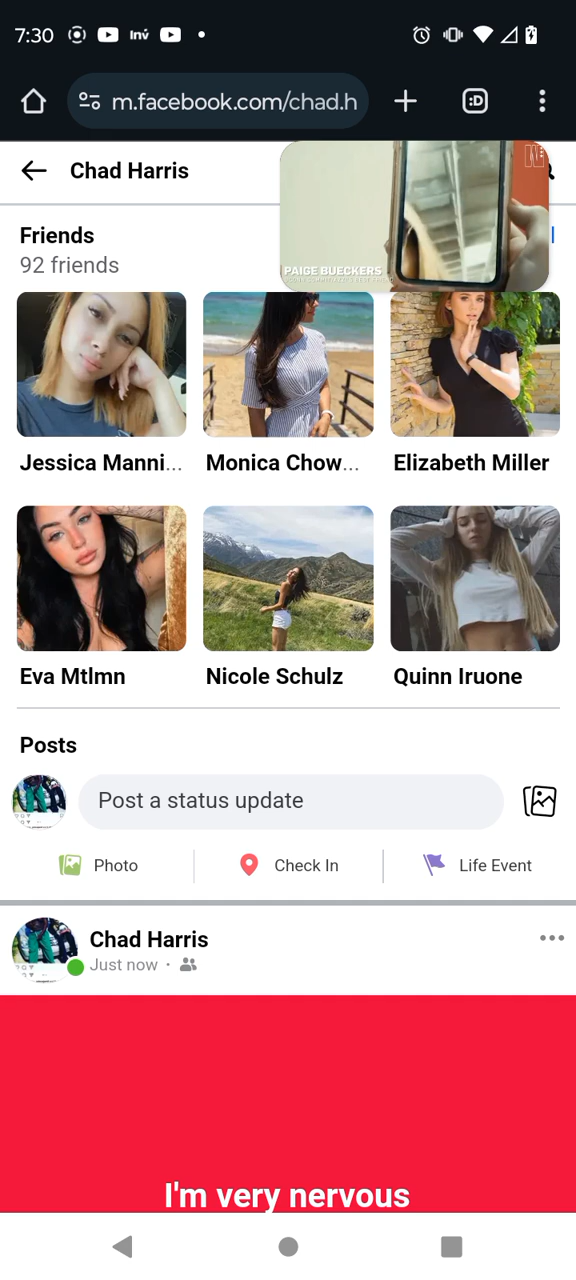 7:30
Inv
m.facebook.com/chad.h
:D
Chad Harris
PAIGE BUECKERS
Friends
92 friends
Jessica Manni...
Monica Chow...
Elizabeth Miller
Eva Mtlmn
Nicole Schulz
Quinn Iruone
Posts
Post a status update
Photo
Check In
Life Event
Chad Harris
Just now ·
I'm very nervous